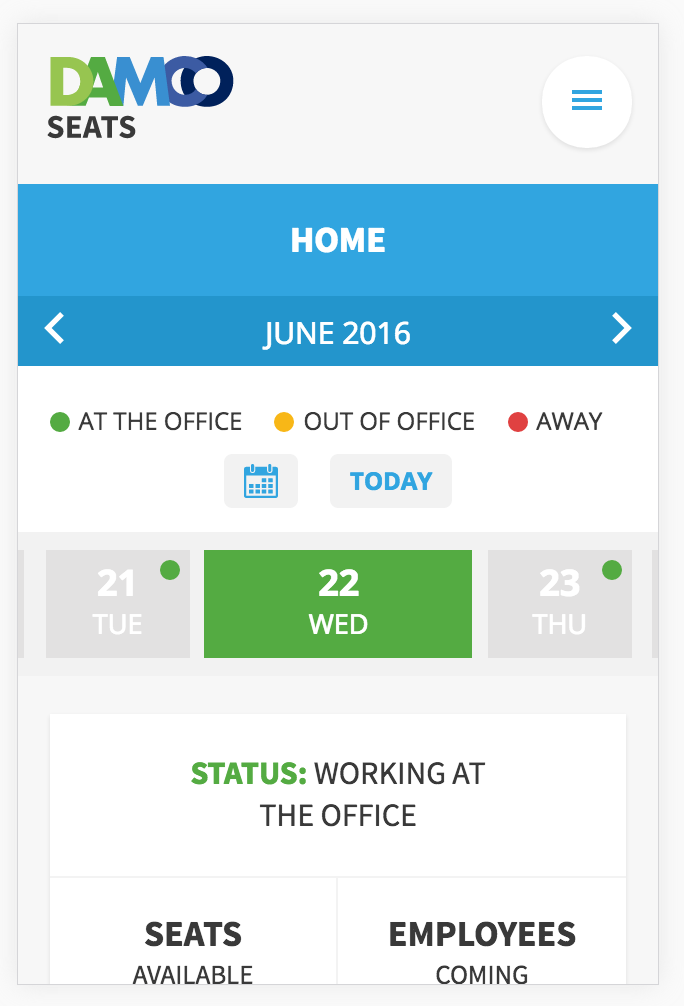 DAMCO
SEATS
HOME
JUNE 2016
AT THE OFFICE OUT OF OFFICE AWAY
TODAY
21 22 23
TUE WED THU
STATUS: WORKING AT
THE OFFICE
SEATS EMPLOYEES
AVAILABLE COMING